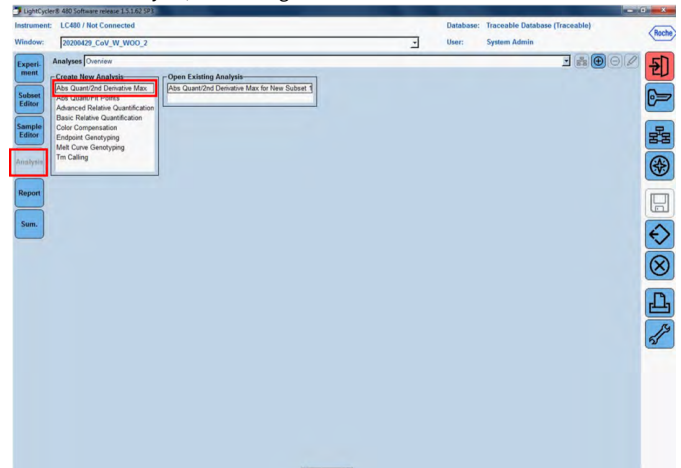 LightCycler® 480 Software release 1.5.1.62 SP3
Instrument: LC480 / Not Connected
Database: Traceable Database (Traceable)
Window: 20200429_CoV_W_WOO_2
User: System Admin
Roche
Experiment
Subset Editor
Sample Editor
Analysis
Report
Sum.
Analyses Overview
Create New Analysis
Abs Quant/2nd Derivative Max
Abs Quant/Fit Points
Advanced Relative Quantification
Basic Relative Quantification
Color Compensation
Endpoint Genotyping
Melt Curve Genotyping
Tm Calling
Open Existing Analysis
Abs Quant/2nd Derivative Max for New Subset 1